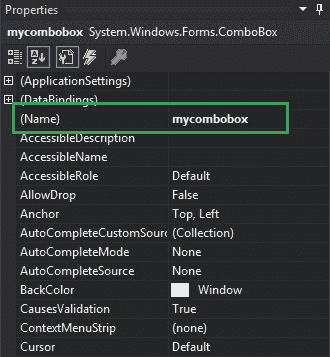 Properties
mycombobox System.Windows.Forms.ComboBox
(ApplicationSettings)
(DataBindings)
(Name) mycombobox
AccessibleDescription
AccessibleName
AccessibleRole Default
AllowDrop False
Anchor Top, Left
AutoCompleteCustomSourc (Collection)
AutoCompleteMode None
AutoCompleteSource None
BackColor Window
CausesValidation True
ContextMenuStrip (none)
Cursor Default